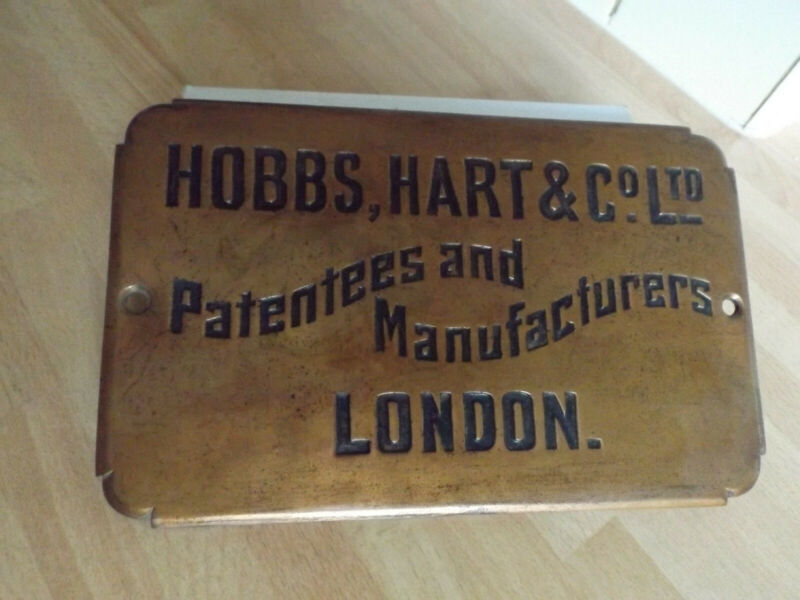 HOBBS, HART & Co. LTD
Patentees and
Manufacturers
LONDON.